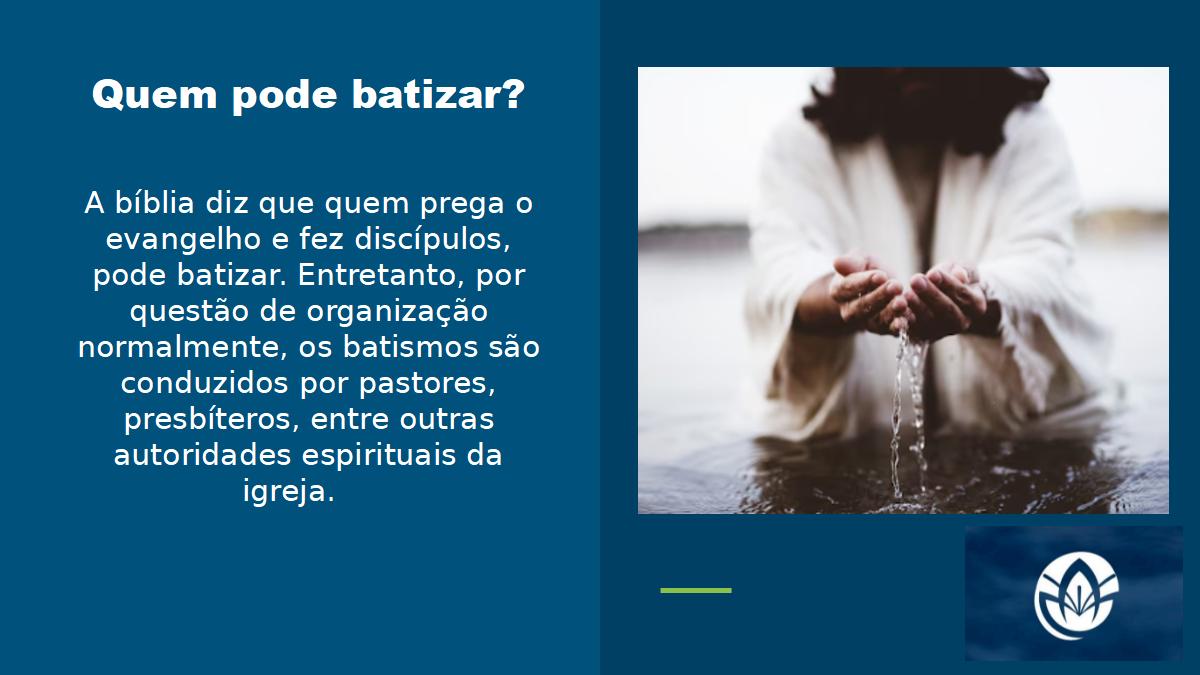 Quem pode batizar?
A bíblia diz que quem prega o
evangelho e fez discípulos,
pode batizar. Entretanto, por
questão de organização
normalmente, os batismos são
conduzidos por pastores,
presbíteros, entre outras
autoridades espirituais da
igreja.